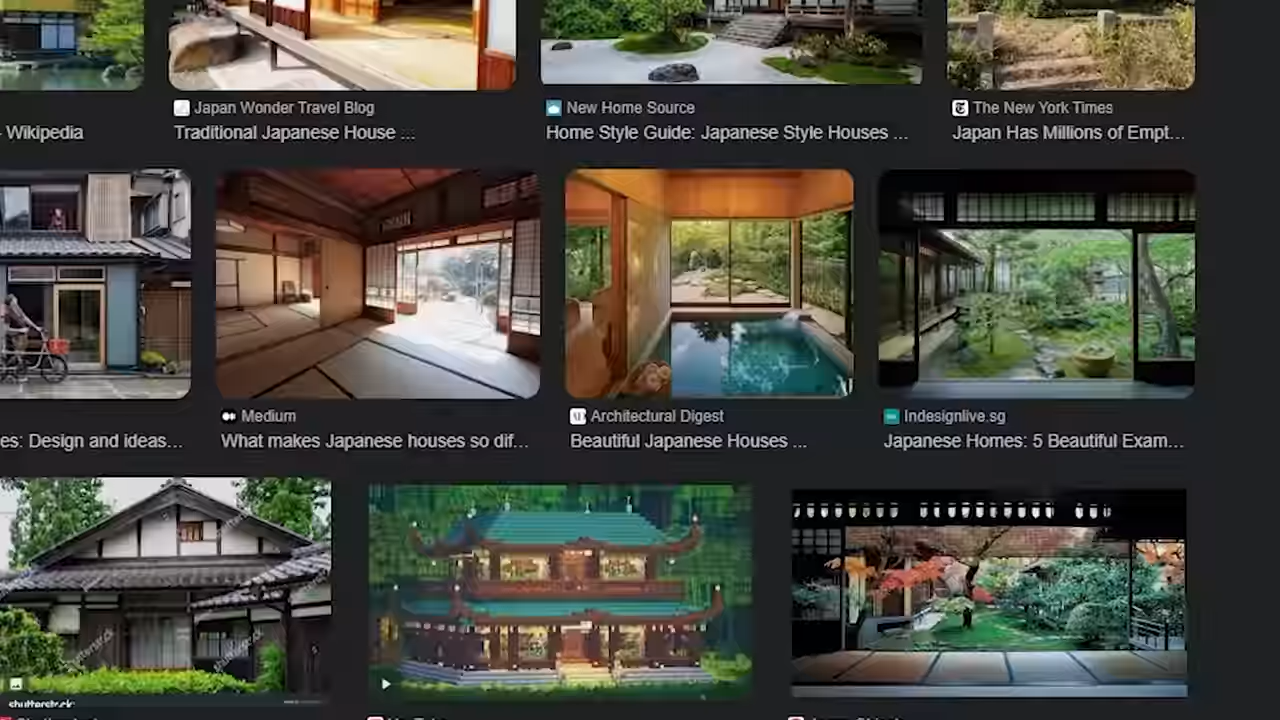 Japan Wonder Travel Blog
New Home Source
The New York Times
- Wikipedia
Traditional Japanese House ...
Home Style Guide: Japanese Style Houses ...
Japan Has Millions of Empt...
Medium
Architectural Digest
Indesignlive.sg
es: Design and ideas...
What makes Japanese houses so dif...
Beautiful Japanese Houses ...
Japanese Homes: 5 Beautiful Exam...
shutterstock